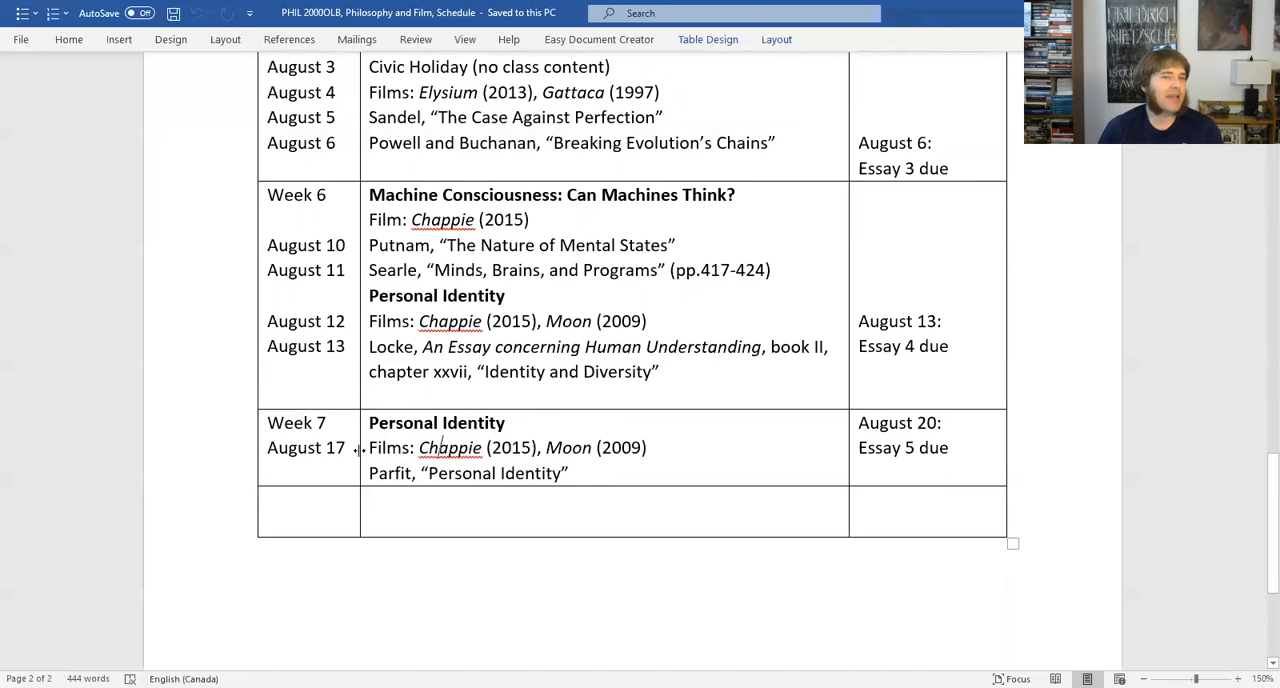 AutoSave Off
PHIL 2000OLB, Philosophy and Film, Schedule - Saved to this PC
Search
File Home Insert Design Layout References Review View Help Easy Document Creator Table Design Layout
August 3 Civic Holiday (no class content)
August 4 Films: Elysium (2013), Gattaca (1997)
August 5 Sandel, “The Case Against Perfection”
August 6 Powell and Buchanan, “Breaking Evolution’s Chains” August 6:
Essay 3 due
Week 6 Machine Consciousness: Can Machines Think?
Film: Chappie (2015)
August 10 Putnam, “The Nature of Mental States”
August 11 Searle, “Minds, Brains, and Programs” (pp.417-424)
Personal Identity
August 12 Films: Chappie (2015), Moon (2009) August 13:
August 13 Locke, An Essay concerning Human Understanding, book II, Essay 4 due
chapter xxvii, “Identity and Diversity”
Week 7 Personal Identity August 20:
August 17 Films: Chappie (2015), Moon (2009) Essay 5 due
Parfit, “Personal Identity”
Page 2 of 2 444 words English (Canada) Focus 150%
FRIEDRICH
NIETZSCHE